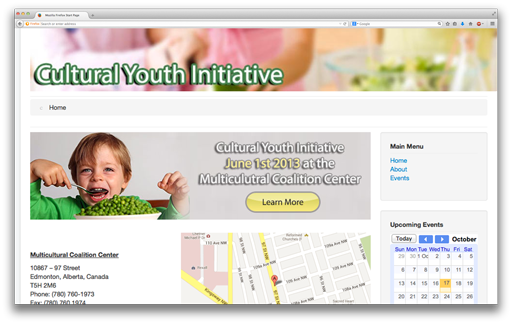 Mozilla Firefox Start Page
Cultural Youth Initiative
Home
Cultural Youth Initiative
June 1st 2013 at the
Multiculutral Coalition Center
Learn More
Main Menu
Home
About
Events
Upcoming Events
Today
October
Sun Mon Tue Wed Thu Fri Sat
29 30 1 Oc 2 3 4 5
6 7 8 9 10 11 12
13 14 15 16 17 18 19
20 21 22 23 24 25 26
Multicultural Coalition Center
10867 – 97 Street
Edmonton, Alberta, Canada
T5H 2M6
Phone: (780) 760-1973
Fax: (780) 760 1974